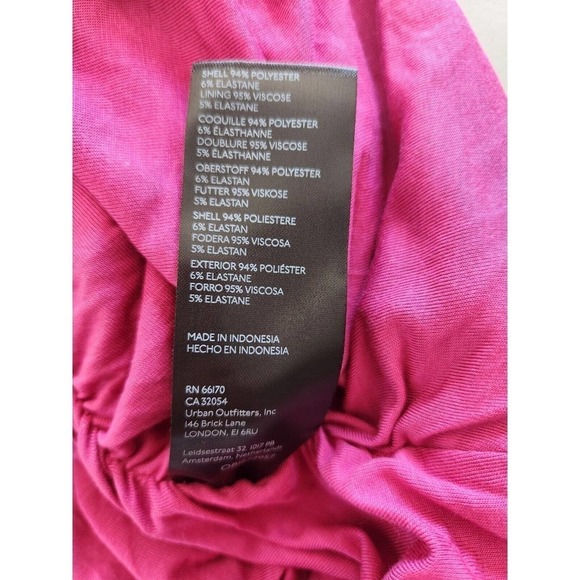 SHELL 94% POLYESTER
6% ELASTANE
LINING 95% VISCOSE
5% ELASTANE
COQUILLE 94% POLYESTER
6% ÉLASTHANNE
DOUBLURE 95% VISCOSE
5% ÉLASTHANNE
OBERSTOFF 94% POLYESTER
6% ELASTAN
FUTTER 95% VISKOSE
5% ELASTAN
SHELL 94% POLIESTERE
6% ELASTAN
FODERA 95% VISCOSA
5% ELASTAN
EXTERIOR 94% POLIÉSTER
6% ELASTANE
FORRO 95% VISCOSA
5% ELASTANE
MADE IN INDONESIA
HECHO EN INDONESIA
RN 66170
CA 32054
Urban Outfitters, Inc
146 Brick Lane
LONDON, E1 6RU
Leidsestraat 32, 1017 PB
Amsterdam, Netherlands